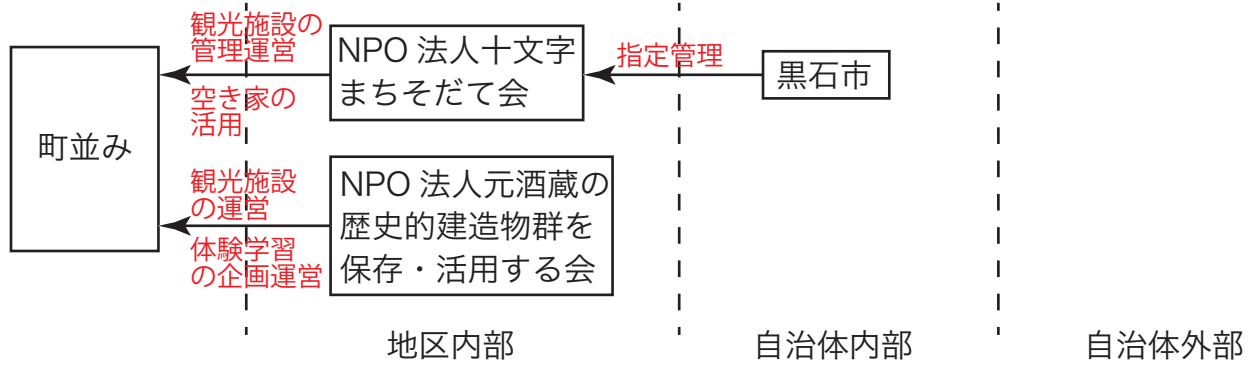 観光施設の
管理運営
空き家の
活用
NPO 法人十文字
まちそだて会
指定管理
黒石市
町並み
観光施設
の運営
体験学習
の企画運営
NPO 法人元酒蔵の
歴史的建造物群を
保存・活用する会
地区内部
自治体内部
自治体外部